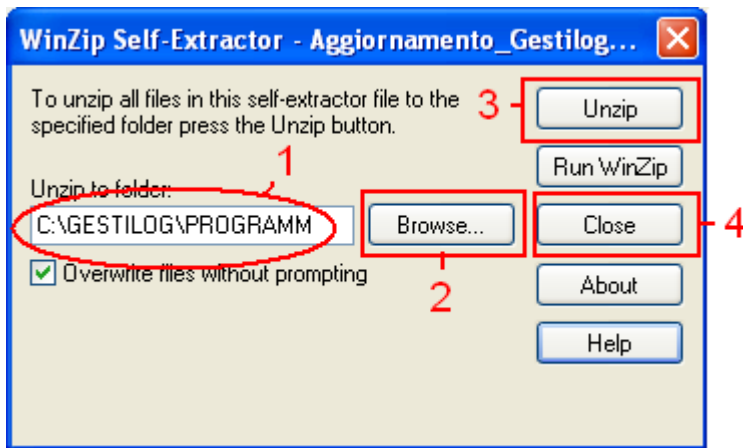 WinZip Self-Extractor - Aggiornamento_Gestilog...
To unzip all files in this self-extractor file to the
specified folder press the Unzip button.
3
Unzip
1
Run WinZip
Unzip to folder:
C:\GESTILOG\PROGRAMM
Browse...
Close
4
Overwrite files without prompting
2
About
Help